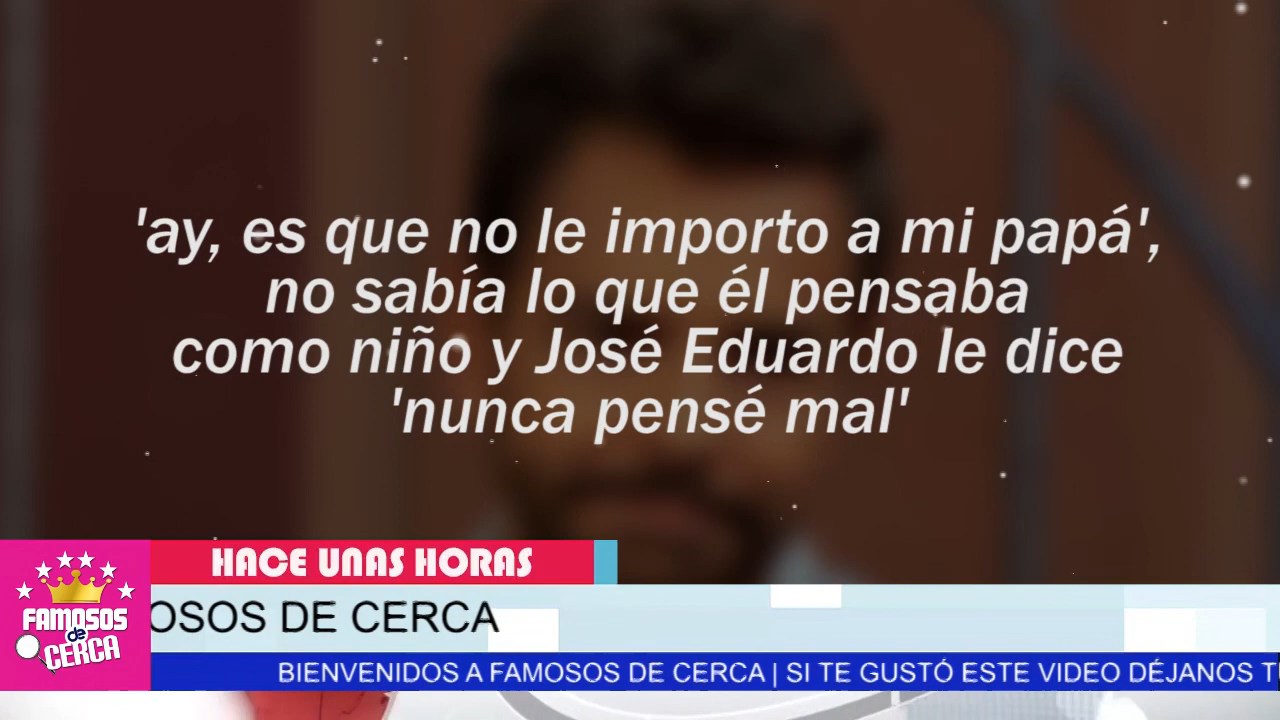 'ay, es que no le importo a mi papá',
no sabía lo que él pensaba
como niño y José Eduardo le dice
'nunca pensé mal'
HACE UNAS HORAS
OSOS DE CERCA
FAMOSOS
de
CERCA
BIENVENIDOS A FAMOSOS DE CERCA | SI TE GUSTÓ ESTE VIDEO DÉJANOS T